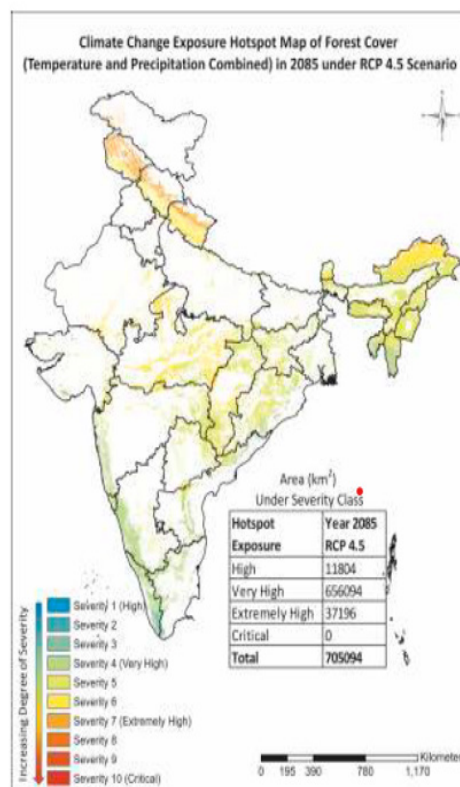 Climate Change Exposure Hotspot Map of Forest Cover
(Temperature and Precipitation Combined) in 2085 under RCP 4.5 Scenario
Area (km²)
Under Severity Class
Hotspot Exposure Year 2085 RCP 4.5
High 11804
Very High 656094
Extremely High 37196
Critical 0
Total 705094
Increasing Degree of Severity
Severity 1 (High)
Severity 2
Severity 3
Severity 4 (Very High)
Severity 5
Severity 6
Severity 7 (Extremely High)
Severity 8
Severity 9
Severity 10 (Critical)
Kilometer
0 195 390 780 1,170